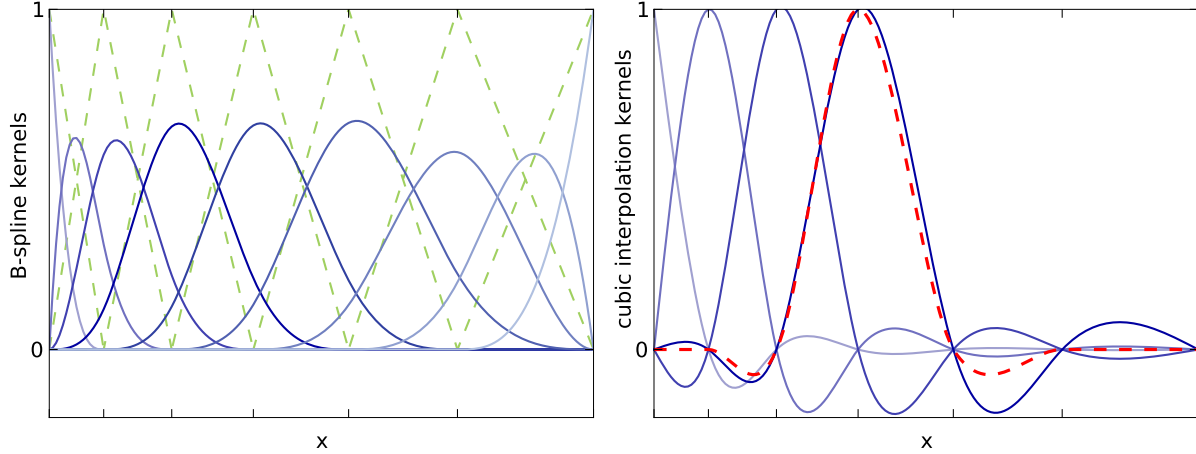 1
0
B-spline kernels
x
1
0
cubic interpolation kernels
x